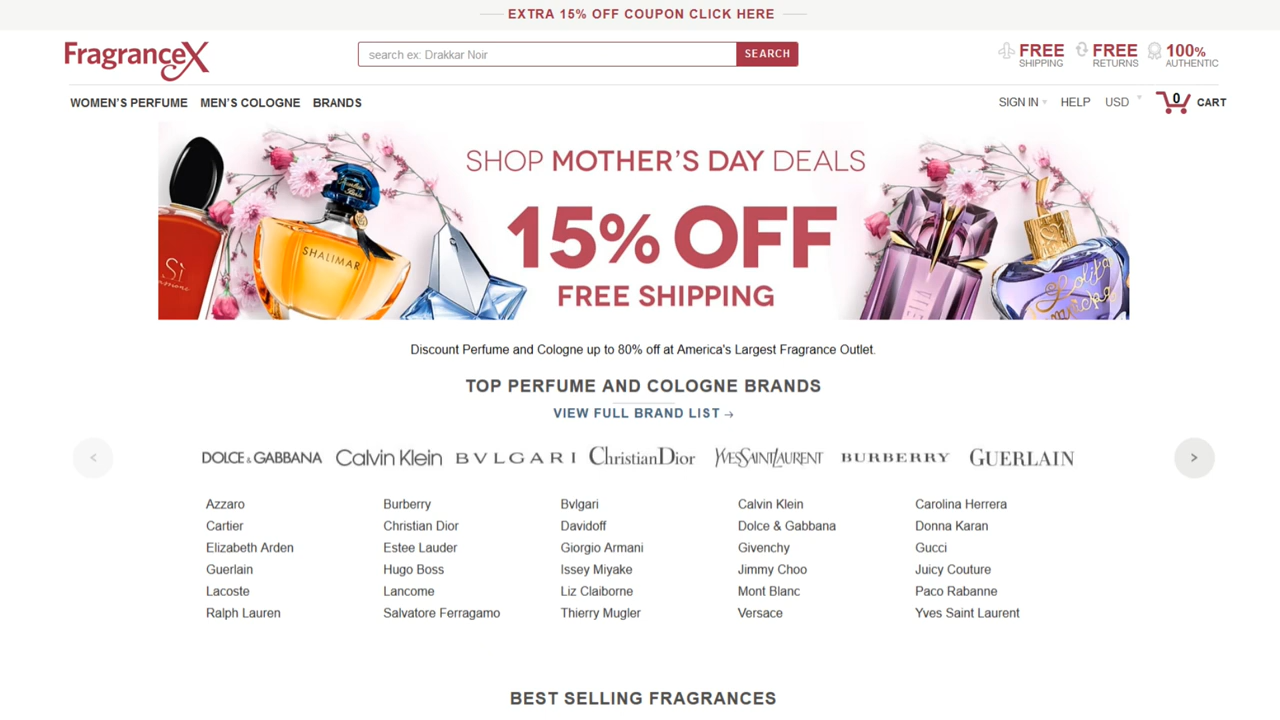 EXTRA 15% OFF COUPON CLICK HERE
FragranceX
search ex: Drakkar Noir
SEARCH
FREE SHIPPING
FREE RETURNS
100% AUTHENTIC
WOMEN'S PERFUME
MEN'S COLOGNE
BRANDS
SIGN IN
HELP
USD
0
CART
SHOP MOTHER'S DAY DEALS
15% OFF
FREE SHIPPING
Sì
SHALIMAR
Lolita
Discount Perfume and Cologne up to 80% off at America's Largest Fragrance Outlet.
TOP PERFUME AND COLOGNE BRANDS
VIEW FULL BRAND LIST →
< DOLCE & GABBANA Calvin Klein BVLGARI ChristianDior YVESSAINTLAURENT BURBERRY GUERLAIN >
Azzaro Burberry Bvlgari Calvin Klein Carolina Herrera
Cartier Christian Dior Davidoff Dolce & Gabbana Donna Karan
Elizabeth Arden Estee Lauder Giorgio Armani Givenchy Gucci
Guerlain Hugo Boss Issey Miyake Jimmy Choo Juicy Couture
Lacoste Lancome Liz Claiborne Mont Blanc Paco Rabanne
Ralph Lauren Salvatore Ferragamo Thierry Mugler Versace Yves Saint Laurent
BEST SELLING FRAGRANCES